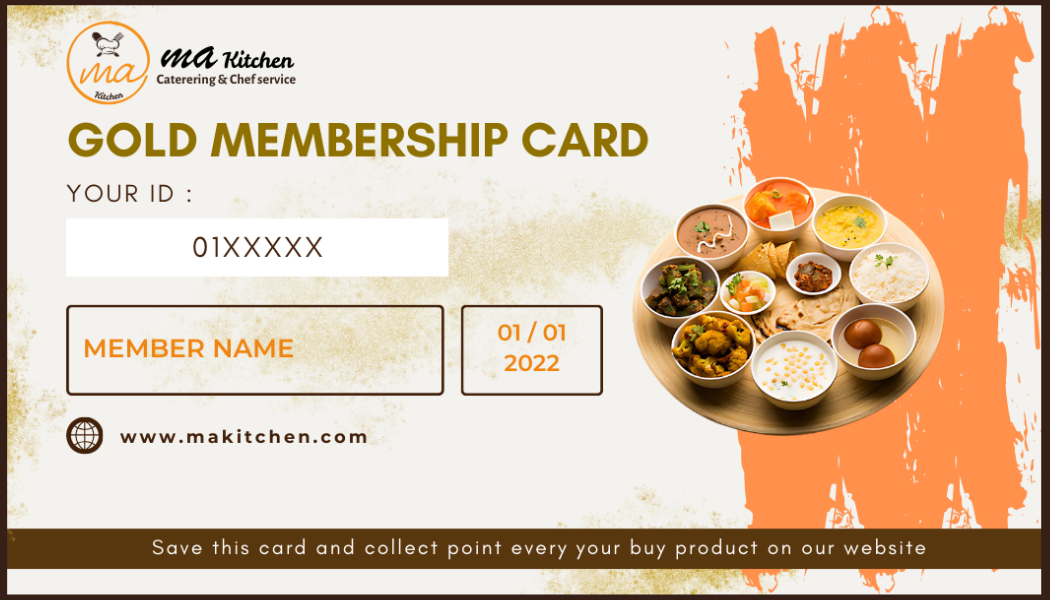 ma
Kitchen
ma Kitchen
Caterering & Chef service
GOLD MEMBERSHIP CARD
YOUR ID :
01XXXXX
MEMBER NAME
01 / 01
2022
www.makitchen.com
Save this card and collect point every your buy product on our website